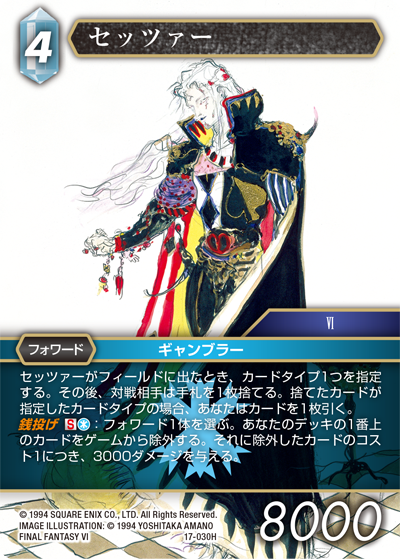 4
セッツァー
VI
フォワード
ギャンブラー
セッツァーがフィールドに出たとき、カードタイプ1つを指定
する。その後、対戦相手は手札を1枚捨てる。捨てたカードが
指定したカードタイプの場合、あなたはカードを1枚引く。
銭投げ S氷：フォワード1体を選ぶ。あなたのデッキの1番上
のカードをゲームから除外する。それに除外したカードのコス
ト1につき、3000ダメージを与える。
© 1994 SQUARE ENIX CO., LTD. All Rights Reserved.
IMAGE ILLUSTRATION: © 1994 YOSHITAKA AMANO
FINAL FANTASY VI
17-030H
8000